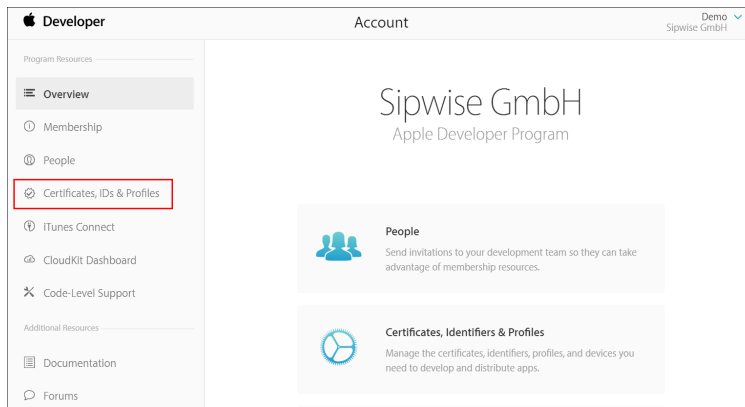 Developer
Account
Demo
Sipwise GmbH
Program Resources
Overview
Membership
People
Certificates, IDs & Profiles
iTunes Connect
CloudKit Dashboard
Code-Level Support
Additional Resources
Documentation
Forums
Sipwise GmbH
Apple Developer Program
People
Send invitations to your development team so they can take
advantage of membership resources.
Certificates, Identifiers & Profiles
Manage the certificates, identifiers, profiles, and devices you
need to develop and distribute apps.